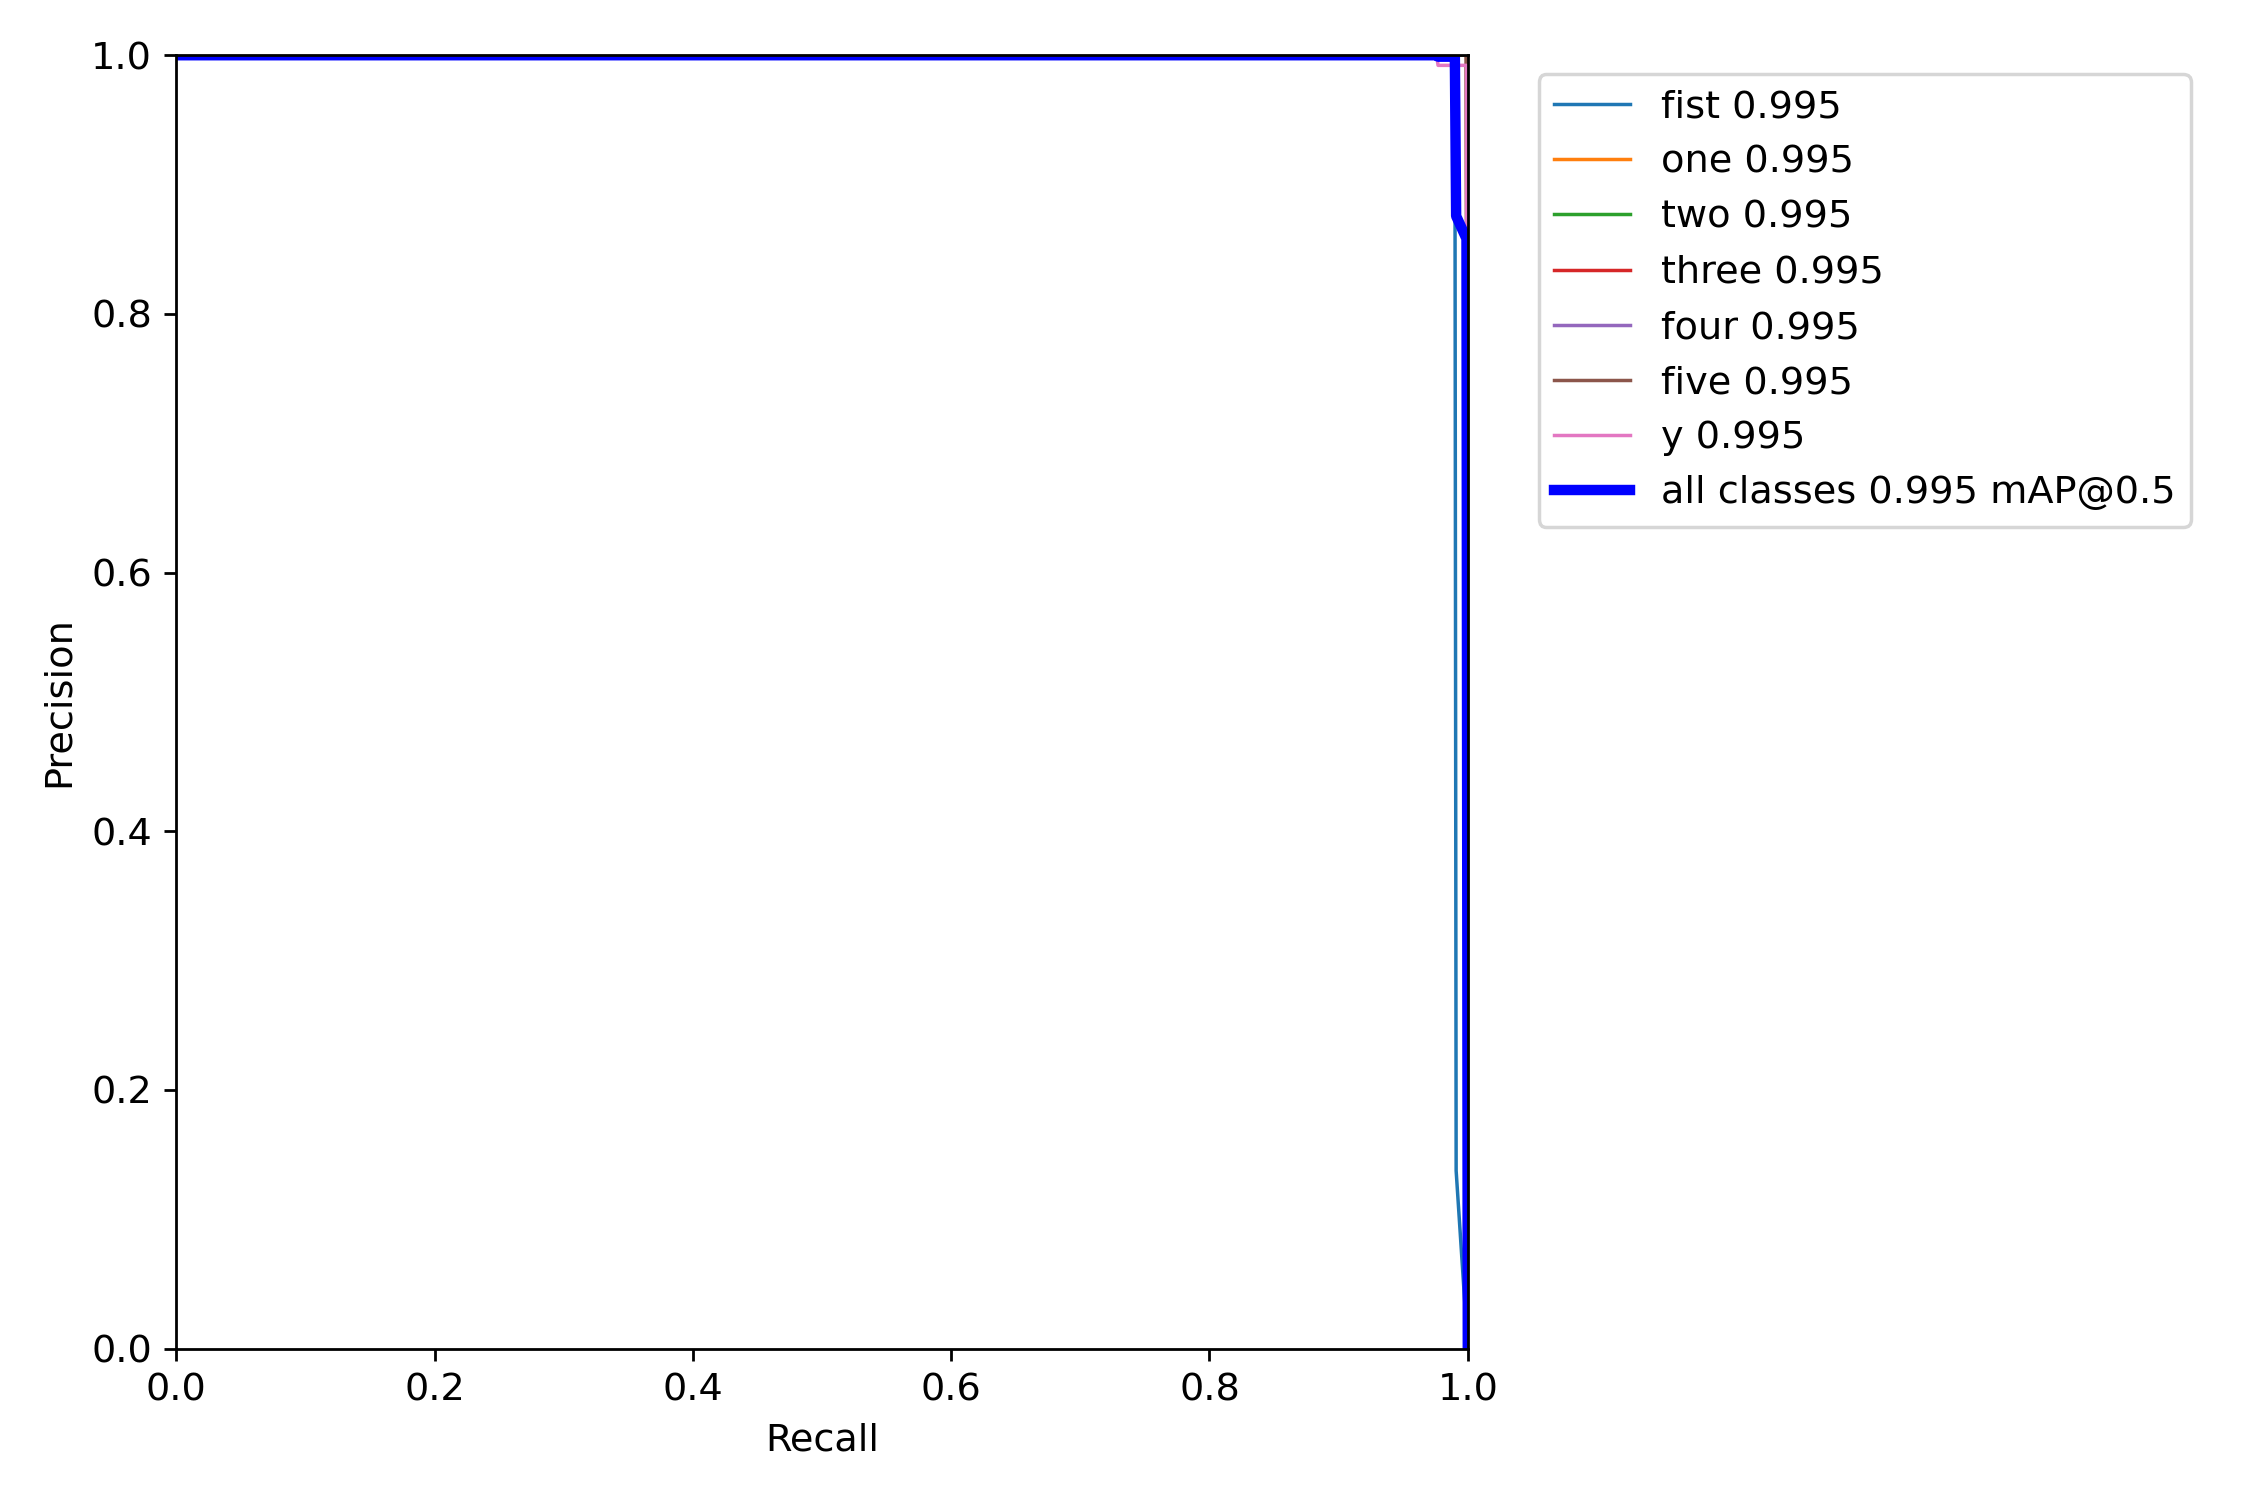 1.0
0.8
0.6
0.4
0.2
0.0
0.0 0.2 0.4 0.6 0.8 1.0
Precision
Recall
fist 0.995
one 0.995
two 0.995
three 0.995
four 0.995
five 0.995
y 0.995
all classes 0.995 mAP@0.5